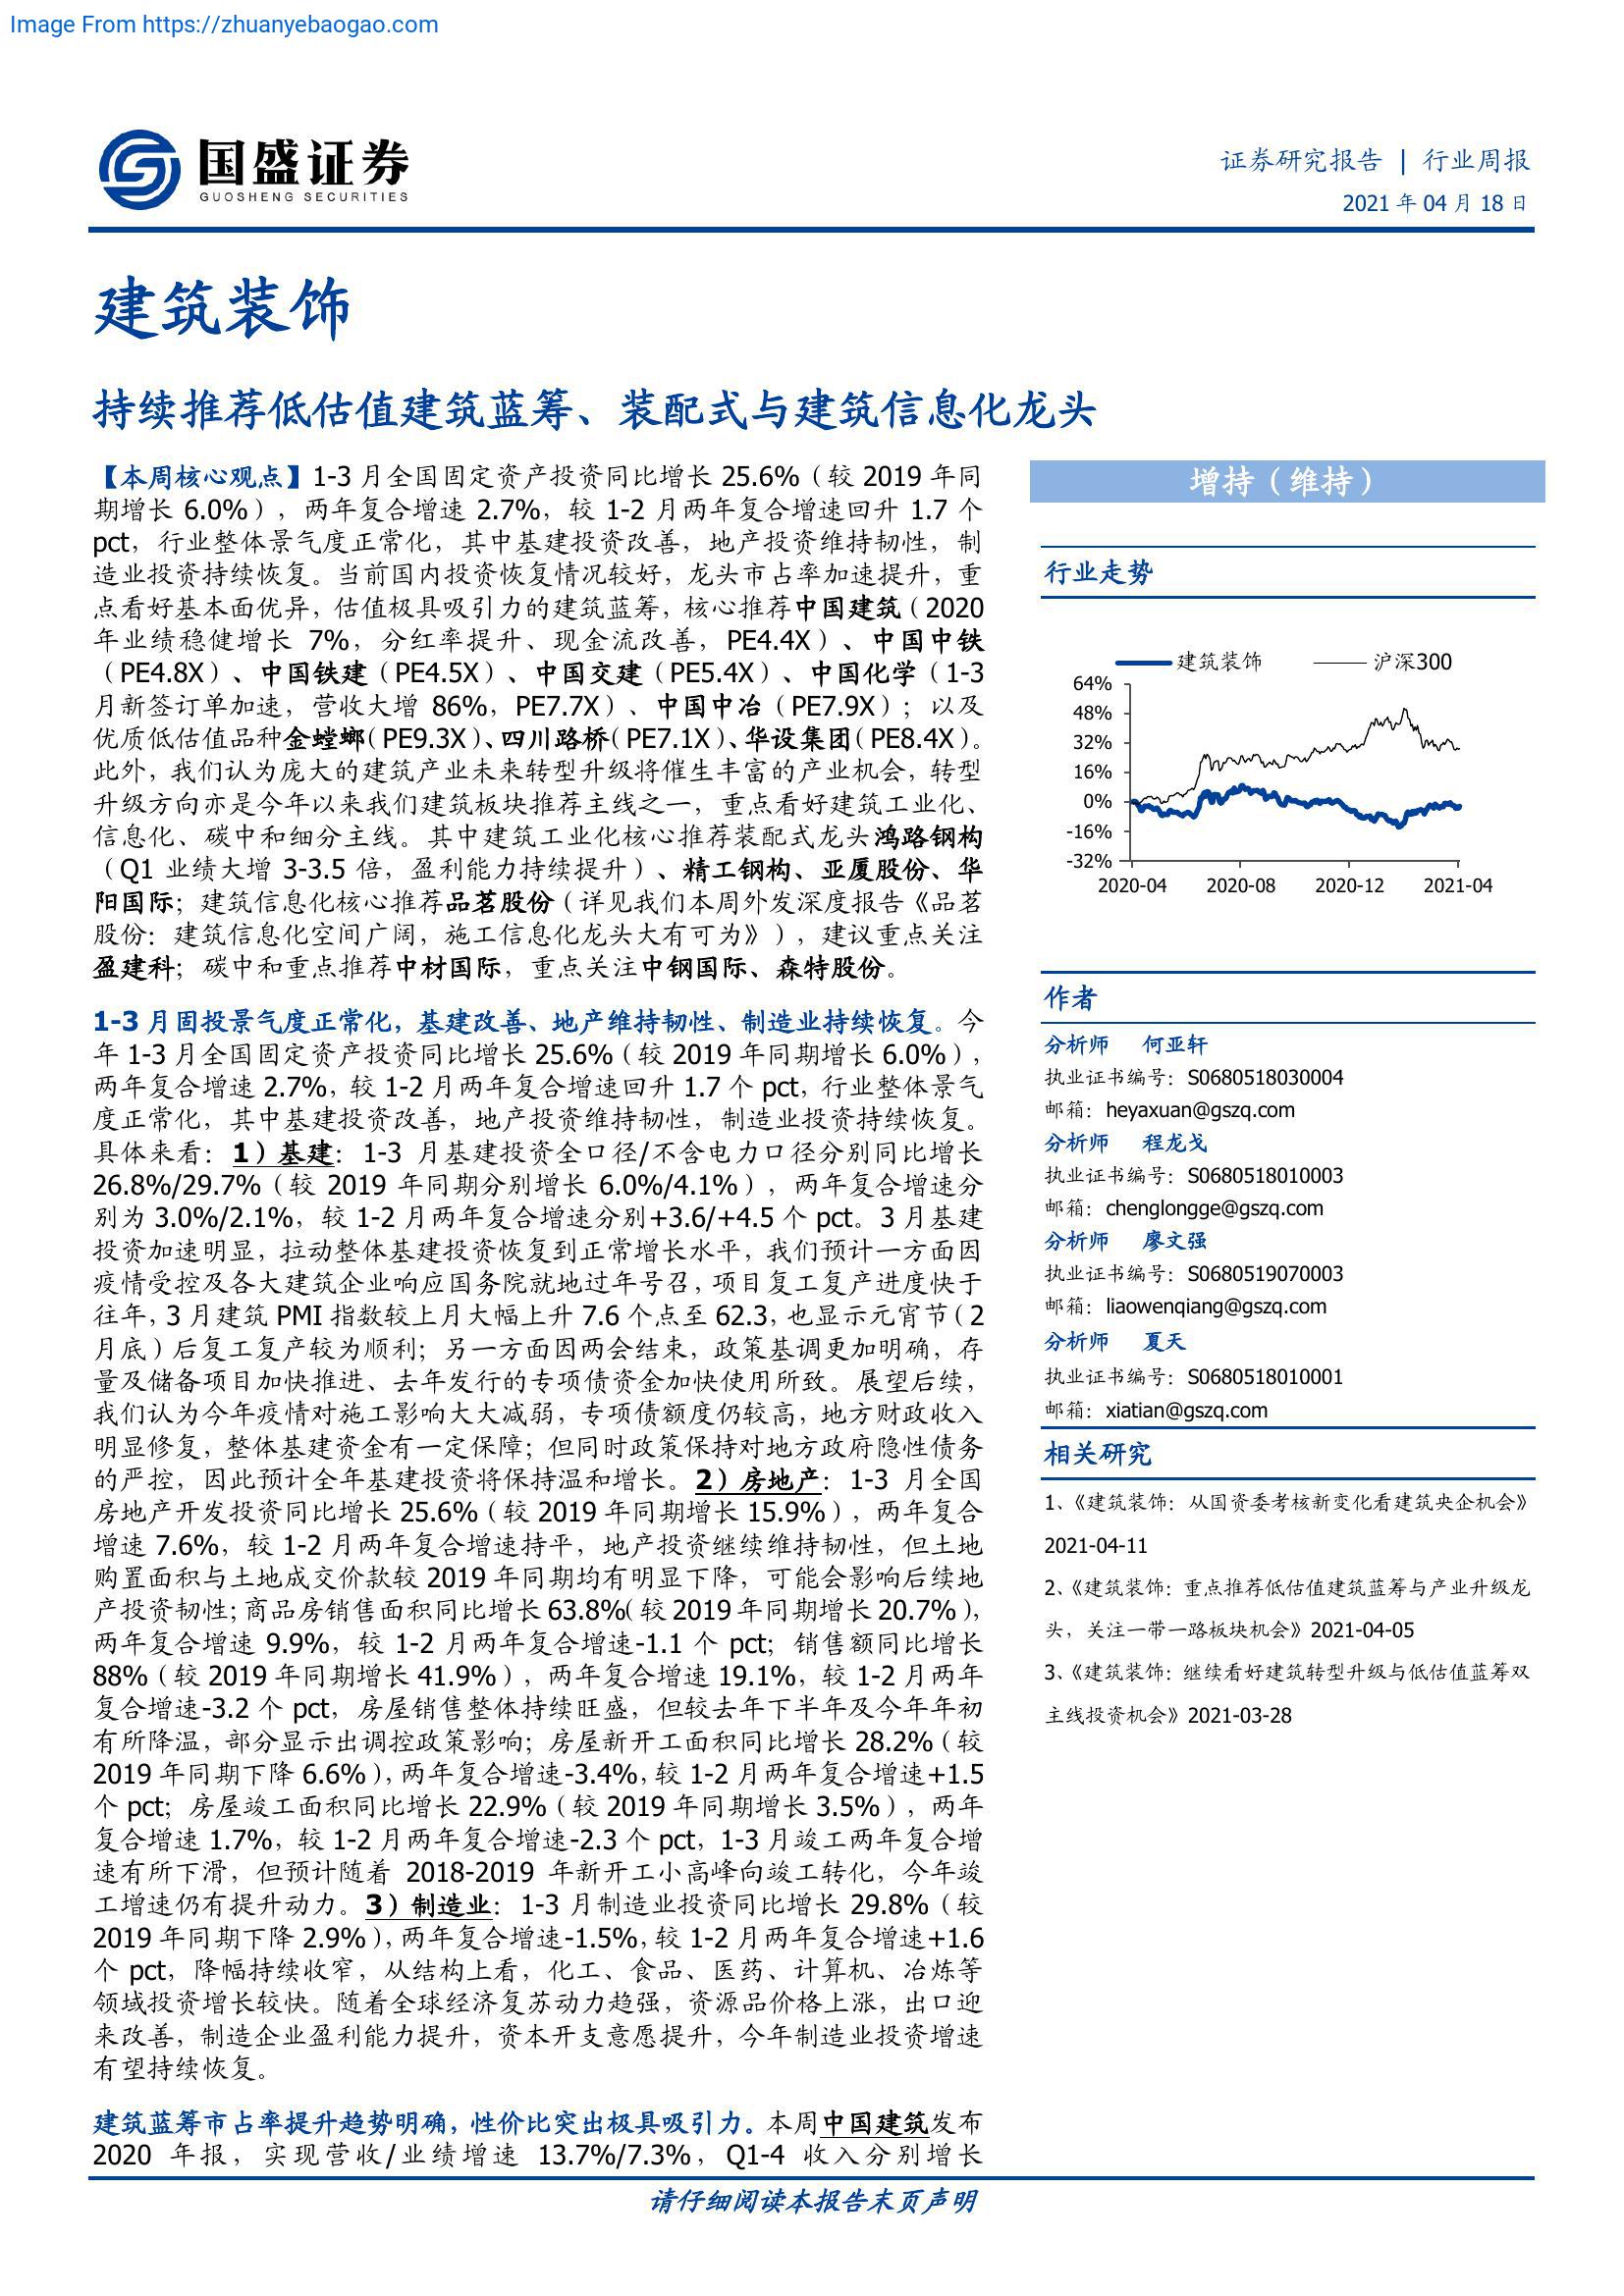 Image From https://zhuanyebaogao.com
国盛证券
GUOSHENG SECURITIES
证券研究报告 | 行业周报
2021 年 04 月 18 日
建筑装饰
持续推荐低估值建筑蓝筹、装配式与建筑信息化龙头
【本周核心观点】1-3 月全国固定资产投资同比增长 25.6%（较 2019 年同
期增长 6.0%），两年复合增速 2.7%，较 1-2 月两年复合增速回升 1.7 个
pct，行业整体景气度正常化，其中基建投资改善，地产投资维持韧性，制
造业投资持续恢复。当前国内投资恢复情况较好，龙头市占率加速提升，重
点看好基本面优异，估值极具吸引力的建筑蓝筹，核心推荐中国建筑（2020
年业绩稳健增长 7%，分红率提升、现金流改善，PE4.4X）、中国中铁
（PE4.8X）、中国铁建（PE4.5X）、中国交建（PE5.4X）、中国化学（1-3
月新签订单加速，营收大增 86%，PE7.7X）、中国中冶（PE7.9X）；以及
优质低估值品种金螳螂（PE9.3X）、四川路桥（PE7.1X）、华设集团（PE8.4X）。
此外，我们认为庞大的建筑产业未来转型升级将催生丰富的产业机会，转型
升级方向亦是今年以来我们建筑板块推荐主线之一，重点看好建筑工业化、
信息化、碳中和细分主线。其中建筑工业化核心推荐装配式龙头鸿路钢构
（Q1 业绩大增 3-3.5 倍，盈利能力持续提升）、精工钢构、亚厦股份、华
阳国际；建筑信息化核心推荐品茗股份（详见我们本周外发深度报告《品茗
股份：建筑信息化空间广阔，施工信息化龙头大有可为》），建议重点关注
盈建科；碳中和重点推荐中材国际，重点关注中钢国际、森特股份。
1-3 月固投景气度正常化，基建改善、地产维持韧性、制造业持续恢复。今
年 1-3 月全国固定资产投资同比增长 25.6%（较 2019 年同期增长 6.0%），
两年复合增速 2.7%，较 1-2 月两年复合增速回升 1.7 个 pct，行业整体景气
度正常化，其中基建投资改善，地产投资维持韧性，制造业投资持续恢复。
具体来看：1）基建：1-3 月基建投资全口径/不含电力口径分别同比增长
26.8%/29.7%（较 2019 年同期分别增长 6.0%/4.1%），两年复合增速分
别为 3.0%/2.1%，较 1-2 月两年复合增速分别+3.6/+4.5 个 pct。3 月基建
投资加速明显，拉动整体基建投资恢复到正常增长水平，我们预计一方面因
疫情受控及各大建筑企业响应国务院就地过年号召，项目复工复产进度快于
往年，3 月建筑 PMI 指数较上月大幅上升 7.6 个点至 62.3，也显示元宵节（2
月底）后复工复产较为顺利；另一方面因两会结束，政策基调更加明确，存
量及储备项目加快推进、去年发行的专项债资金加快使用所致。展望后续，
我们认为今年疫情对施工影响大大减弱，专项债额度仍较高，地方财政收入
明显修复，整体基建资金有一定保障；但同时政策保持对地方政府隐性债务
的严控，因此预计全年基建投资将保持温和增长。2）房地产：1-3 月全国
房地产开发投资同比增长 25.6%（较 2019 年同期增长 15.9%），两年复合
增速 7.6%，较 1-2 月两年复合增速持平，地产投资继续维持韧性，但土地
购置面积与土地成交价款较 2019 年同期均有明显下降，可能会影响后续地
产投资韧性；商品房销售面积同比增长 63.8%（较 2019 年同期增长 20.7%），
两年复合增速 9.9%，较 1-2 月两年复合增速-1.1 个 pct；销售额同比增长
88%（较 2019 年同期增长 41.9%），两年复合增速 19.1%，较 1-2 月两年
复合增速-3.2 个 pct，房屋销售整体持续旺盛，但较去年下半年及今年年初
有所降温，部分显示出调控政策影响；房屋新开工面积同比增长 28.2%（较
2019 年同期下降 6.6%），两年复合增速-3.4%，较 1-2 月两年复合增速+1.5
个 pct；房屋竣工面积同比增长 22.9%（较 2019 年同期增长 3.5%），两年
复合增速 1.7%，较 1-2 月两年复合增速-2.3 个 pct，1-3 月竣工两年复合增
速有所下滑，但预计随着 2018-2019 年新开工小高峰向竣工转化，今年竣
工增速仍有提升动力。3）制造业：1-3 月制造业投资同比增长 29.8%（较
2019 年同期下降 2.9%），两年复合增速-1.5%，较 1-2 月两年复合增速+1.6
个 pct，降幅持续收窄，从结构上看，化工、食品、医药、计算机、冶炼等
领域投资增长较快。随着全球经济复苏动力趋强，资源品价格上涨，出口迎
来改善，制造企业盈利能力提升，资本开支意愿提升，今年制造业投资增速
有望持续恢复。
建筑蓝筹市占率提升趋势明确，性价比突出极具吸引力。本周中国建筑发布
2020 年报，实现营收/业绩增速 13.7%/7.3%，Q1-4 收入分别增长
增持（维持）
行业走势
建筑装饰 沪深300
64%
48%
32%
16%
0%
-16%
-32%
2020-04 2020-08 2020-12 2021-04
作者
分析师 何亚轩
执业证书编号：S0680518030004
邮箱：heyaxuan@gszq.com
分析师 程龙戈
执业证书编号：S0680518010003
邮箱：chenglongge@gszq.com
分析师 廖文强
执业证书编号：S0680519070003
邮箱：liaowenqiang@gszq.com
分析师 夏天
执业证书编号：S0680518010001
邮箱：xiatian@gszq.com
相关研究
1、《建筑装饰：从国资委考核新变化看建筑央企机会》
2021-04-11
2、《建筑装饰：重点推荐低估值建筑蓝筹与产业升级龙
头，关注一带一路板块机会》2021-04-05
3、《建筑装饰：继续看好建筑转型升级与低估值蓝筹双
主线投资机会》2021-03-28
请仔细阅读本报告末页声明